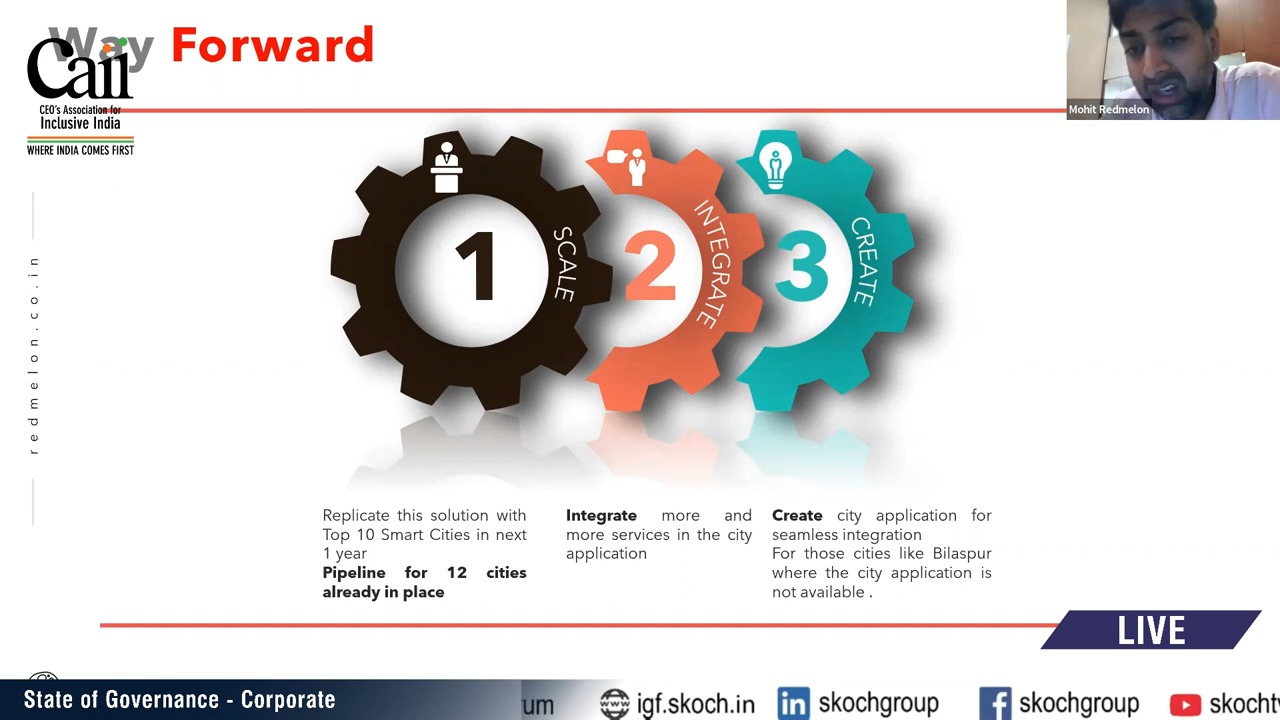 Way Forward
Caii
CEO's Association for
Inclusive India
WHERE INDIA COMES FIRST
Mohit Redmelon
redmelon.co.in
1
SCALE
2
INTEGRATE
3
CREATE
Replicate this solution with
Top 10 Smart Cities in next
1 year
Pipeline for 12 cities
already in place
Integrate more and
more services in the city
application
Create city application for
seamless integration
For those cities like Bilaspur
where the city application is
not available .
LIVE
State of Governance - Corporate
um
www
igf.skoch.in
in
skochgroup
f
skochgroup
skocht